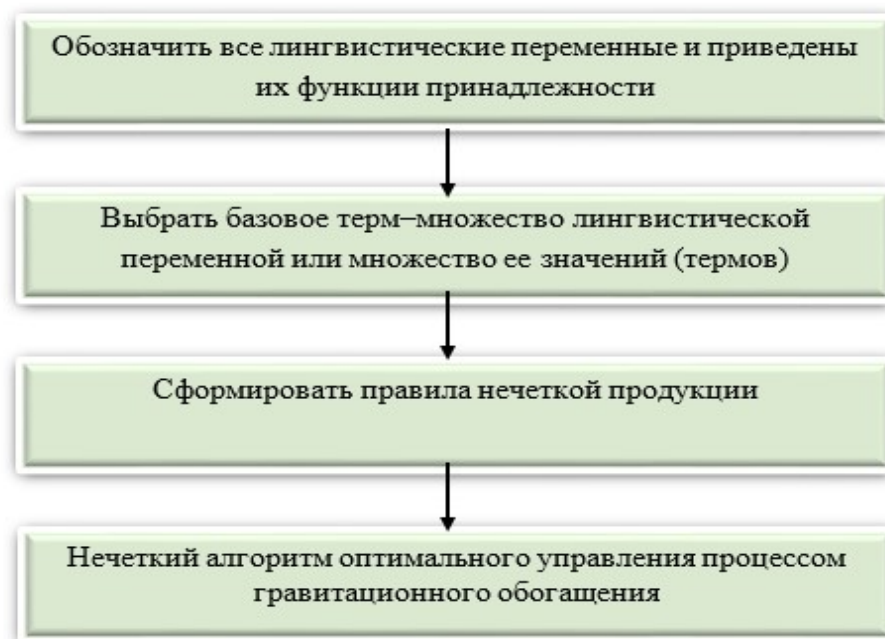 Обозначить все лингвистические переменные и приведены
их функции принадлежности
Выбрать базовое терм–множество лингвистической
переменной или множество ее значений (термов)
Сформировать правила нечеткой продукции
Нечеткий алгоритм оптимального управления процессом
гравитационного обогащения